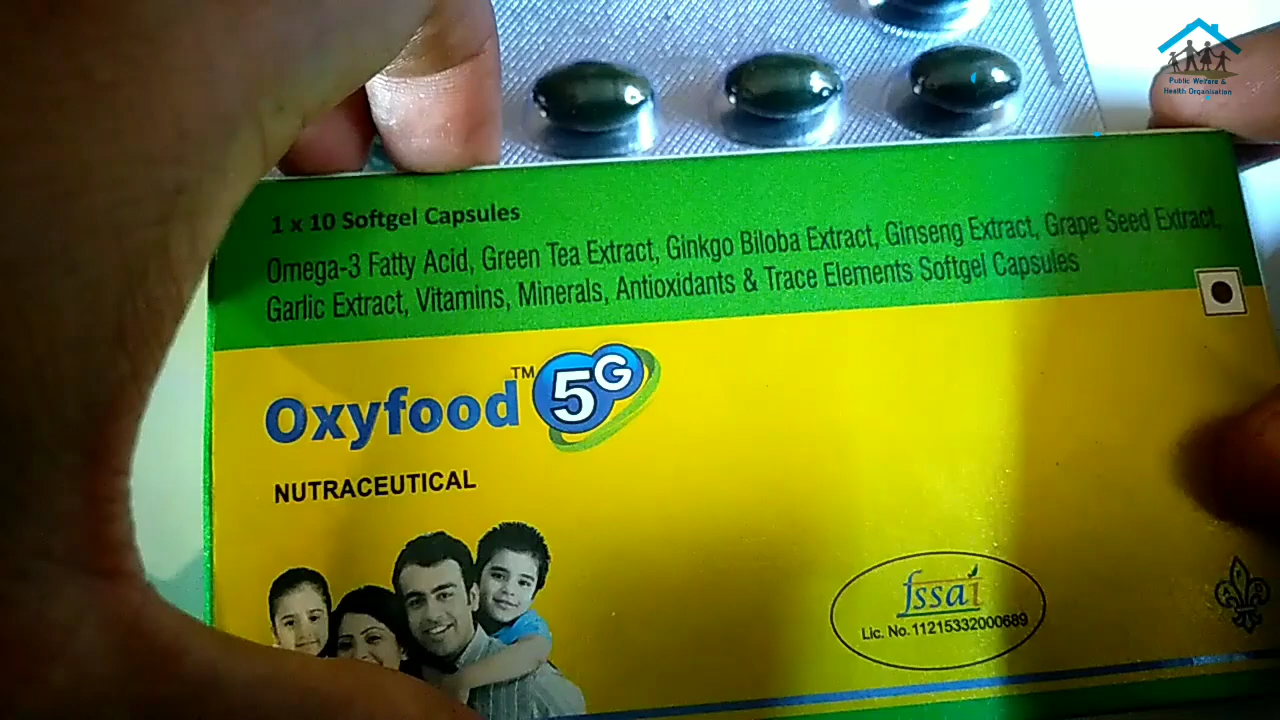 Public Welfare &
Health Organisation
1 x 10 Softgel Capsules
Omega-3 Fatty Acid, Green Tea Extract, Ginkgo Biloba Extract, Ginseng Extract, Grape Seed Extract,
Garlic Extract, Vitamins, Minerals, Antioxidants & Trace Elements Softgel Capsules
Oxyfood™ 5G
NUTRACEUTICAL
fssai
Lic. No. 11215332000689